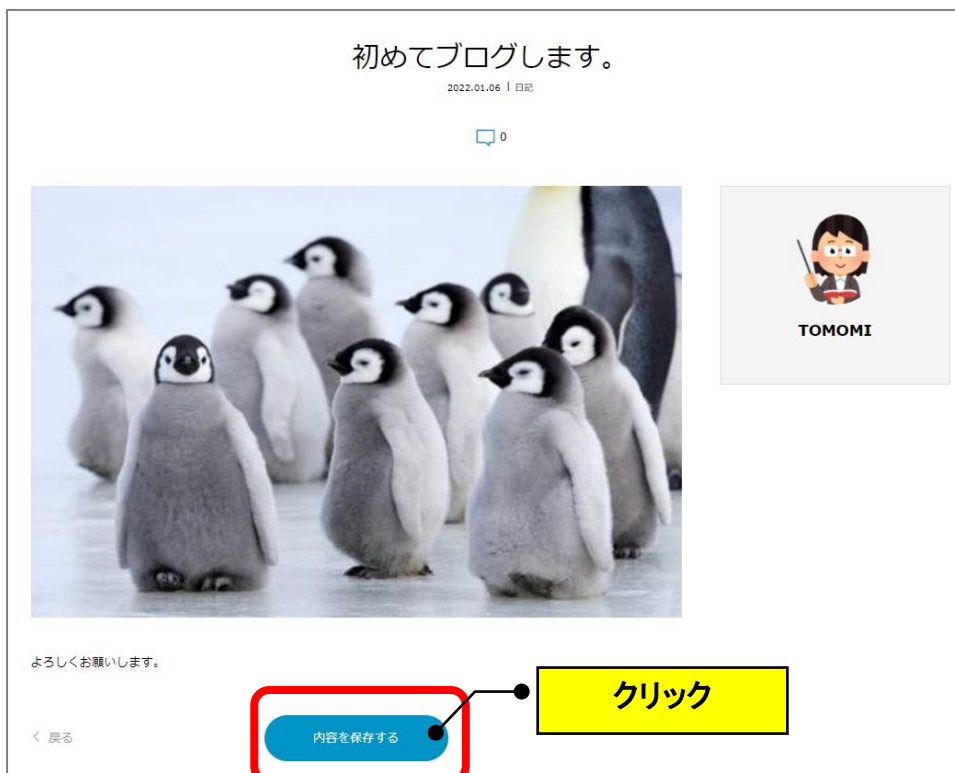 初めてブログします。
2022.01.06 | 日記
0
TOMOMI
よろしくお願いします。
クリック
< 戻る
内容を保存する